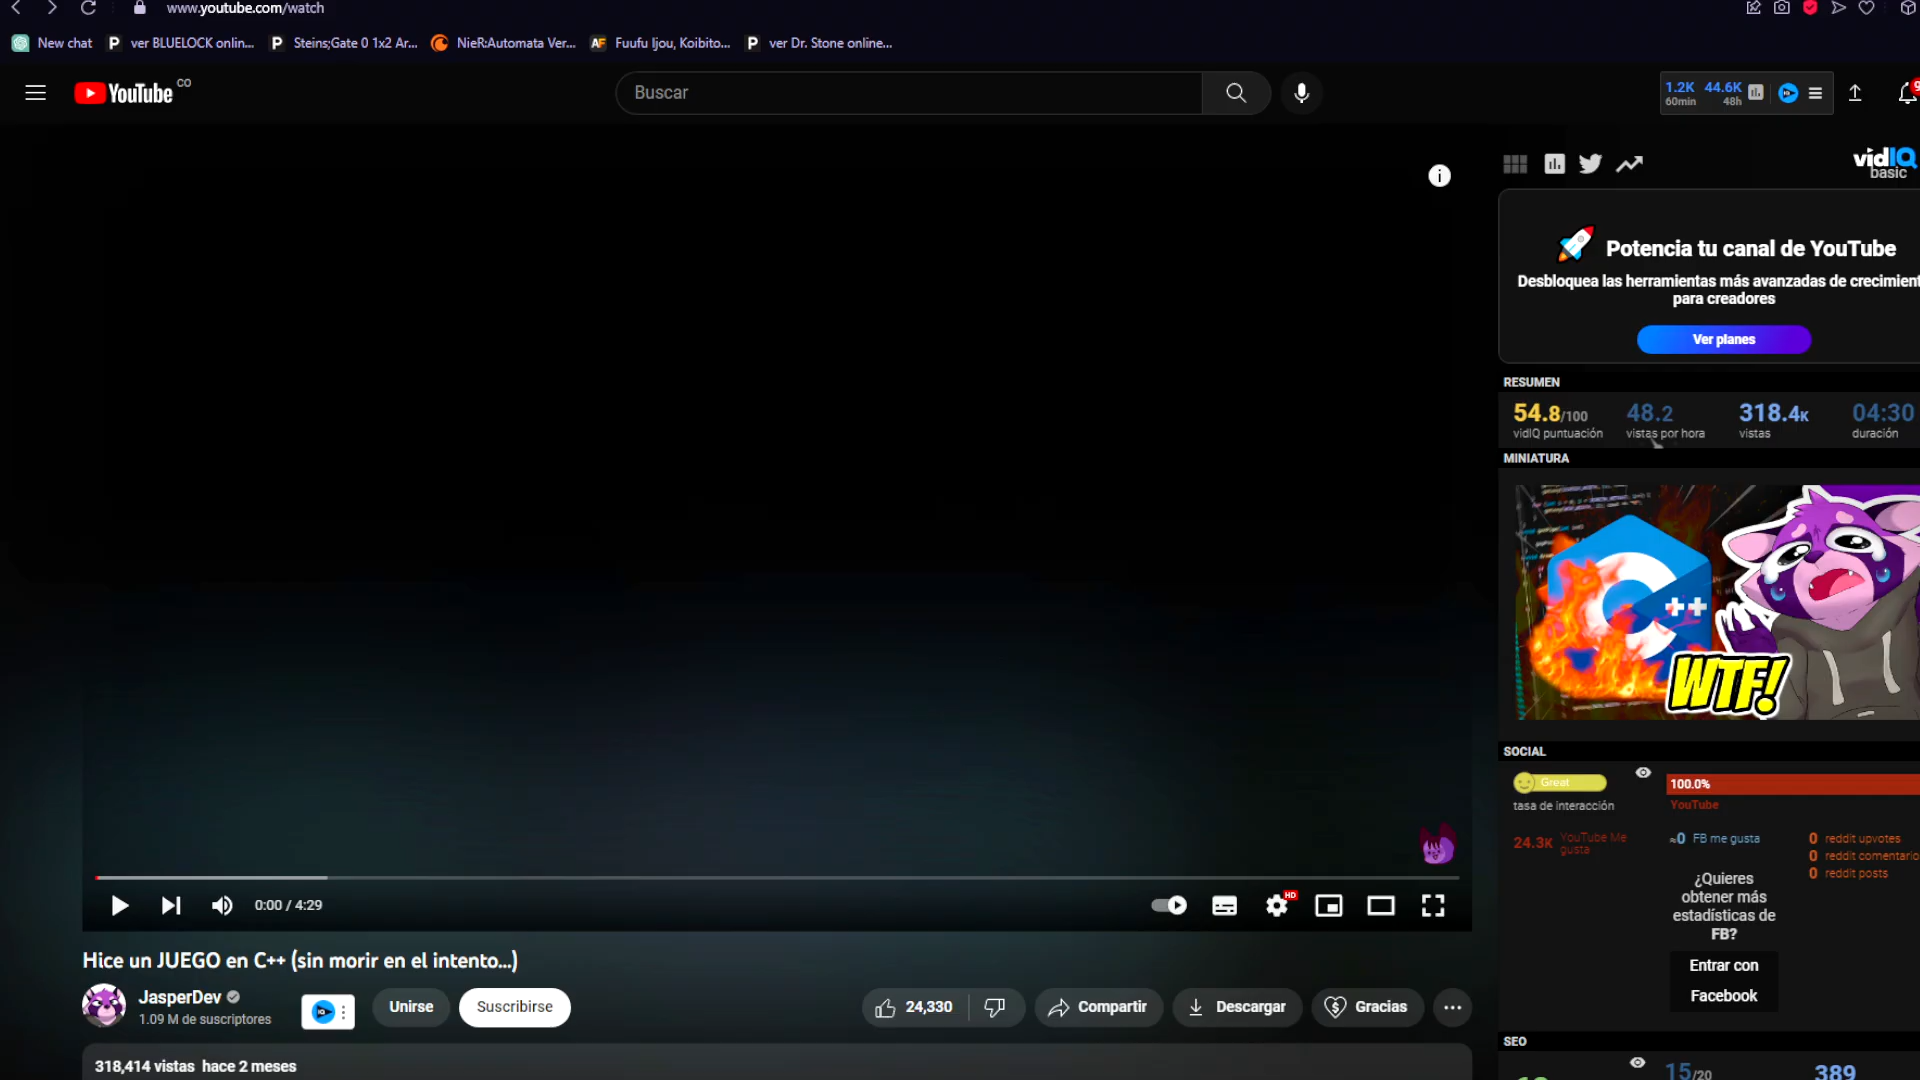 www.youtube.com/watch
New chat
ver BLUELOCK onlin...
Steins;Gate 0 1x2 Ar...
NieR:Automata Ver...
Fuufu Ijou, Koibito...
ver Dr. Stone online...
YouTube CO
Buscar
1.2K 44.6K
60min 48h
9
vidIQ
basic
Potencia tu canal de YouTube
Desbloquea las herramientas más avanzadas de crecimient
para creadores
Ver planes
RESUMEN
54.8/100 48.2 318.4K 04:30
vidIQ puntuación vistas por hora vistas duración
MINIATURA
++
WTF!
SOCIAL
Great
100.0%
tasa de interacción
YouTube
24.3K YouTube Me
gusta
≈0 FB me gusta
0 reddit upvotes
0 reddit comentario
0 reddit posts
¿Quieres
obtener más
estadísticas de
FB?
Entrar con
Facebook
SEO
15/20
389
0:00 / 4:29
HD
Hice un JUEGO en C++ (sin morir en el intento...)
JasperDev
1.09 M de suscriptores
Unirse
Suscribirse
24,330
Compartir
Descargar
Gracias
318,414 vistas hace 2 meses